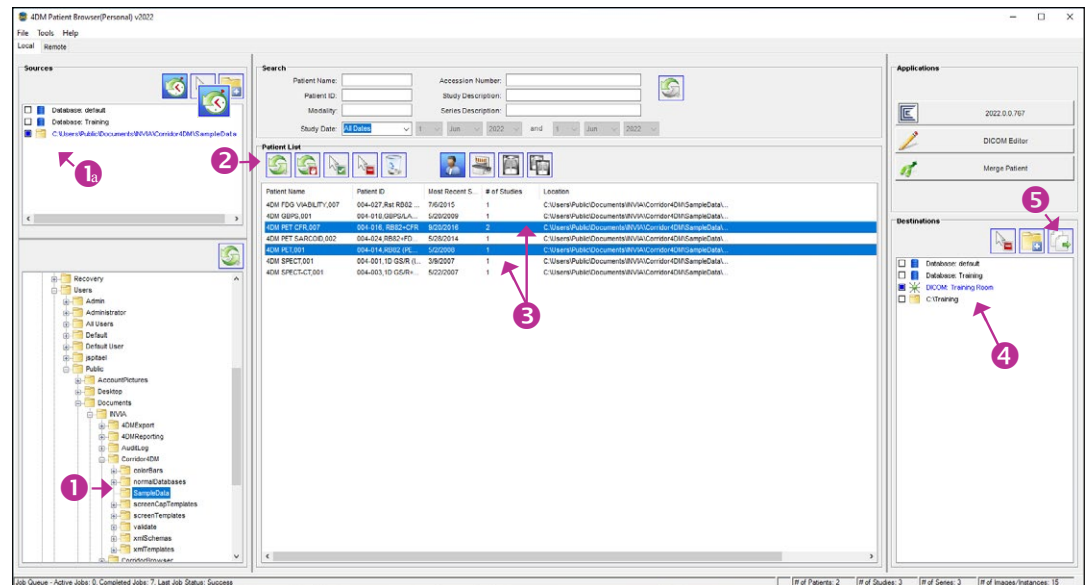 4DM Patient Browser(Personal) v2022
File Tools Help
Local Remote
Sources
Database: default
Database: Training
C:\Users\Public\Documents\INVIA\Corridor4DM\SampleData
1a
Recovery
Users
Admin
Administrator
All Users
Default
Default User
jspitael
Public
AccountPictures
Desktop
Documents
INVIA
4DMExport
4DMReporting
AuditLog
Corridor4DM
colorBars
normalDatabases
1
SampleData
screenCapTemplates
screenTemplates
validate
xmlSchemas
xmlTemplates
CorridorBrowser
Search
Patient Name: Accession Number:
Patient ID: Study Description:
Modality: Series Description:
Study Date: All Dates 1 Jun 2022 and 1 Jun 2022
Patient List
2
Patient Name Patient ID Most Recent S... # of Studies Location
4DM FDG VIABILITY,007 004-027,Rst RB82 ... 7/6/2015 1 C:\Users\Public\Documents\INVIA\Corridor4DM\SampleData\...
4DM GBPS,001 004-010,GBPS/LA... 5/20/2009 1 C:\Users\Public\Documents\INVIA\Corridor4DM\SampleData\...
4DM PET CFR,007 004-016, RB82+CFR 9/20/2016 2 C:\Users\Public\Documents\INVIA\Corridor4DM\SampleData\...
4DM PET SARCOID,002 004-024,RB82+FD... 5/28/2014 1 C:\Users\Public\Documents\INVIA\Corridor4DM\SampleData\...
4DM PET,001 004-014,RB82 (PE... 5/2/2000 1 C:\Users\Public\Documents\INVIA\Corridor4DM\SampleData\...
4DM SPECT,001 004-001,1D GS/R (I... 3/9/2007 1 C:\Users\Public\Documents\INVIA\Corridor4DM\SampleData\...
4DM SPECT-CT,001 004-003,1D GS/R+... 5/22/2007 1 C:\Users\Public\Documents\INVIA\Corridor4DM\SampleData\...
3
Applications
2022.0.0.767
DICOM Editor
Merge Patient
5
Destinations
Database: default
Database: Training
DICOM: Training Room
C:\Training
4
Job Queue - Active Jobs: 0, Completed Jobs: 7, Last Job Status: Success
# of Patients: 2 # of Studies: 3 # of Series: 3 # of Images/Instances: 15